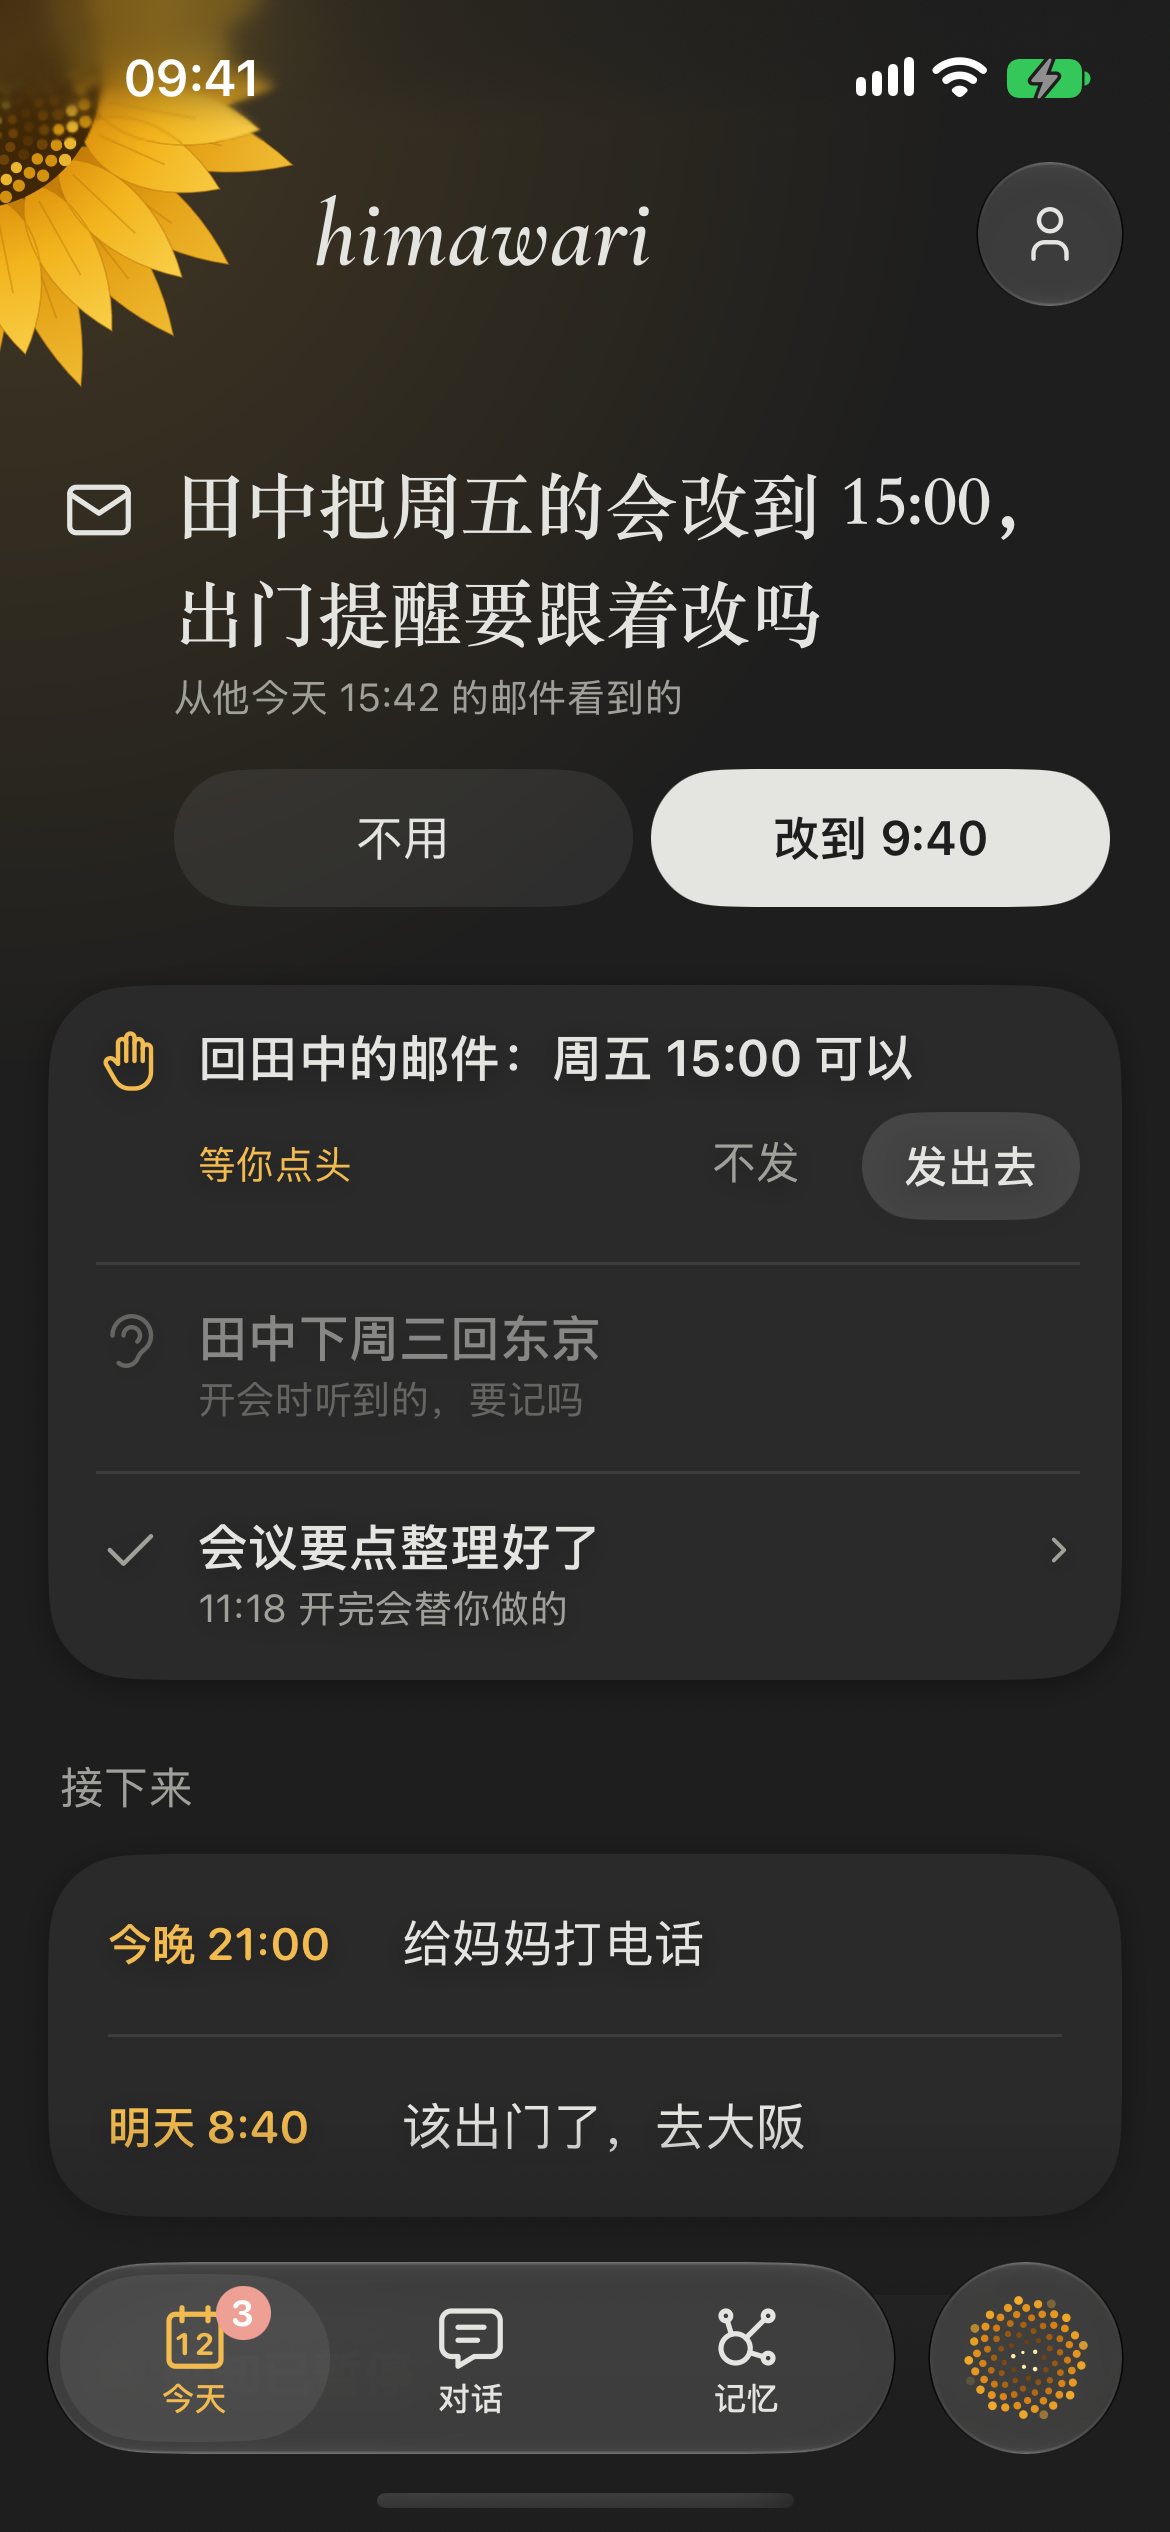 09:41
himawari
田中把周五的会改到 15:00，
出门提醒要跟着改吗
从他今天 15:42 的邮件看到的
不用
改到 9:40
回田中的邮件：周五 15:00 可以
等你点头
不发
发出去
田中下周三回东京
开会时听到的，要记吗
会议要点整理好了
11:18 开完会替你做的
接下来
今晚 21:00
给妈妈打电话
明天 8:40
该出门了，去大阪
12
3
今天
对话
记忆